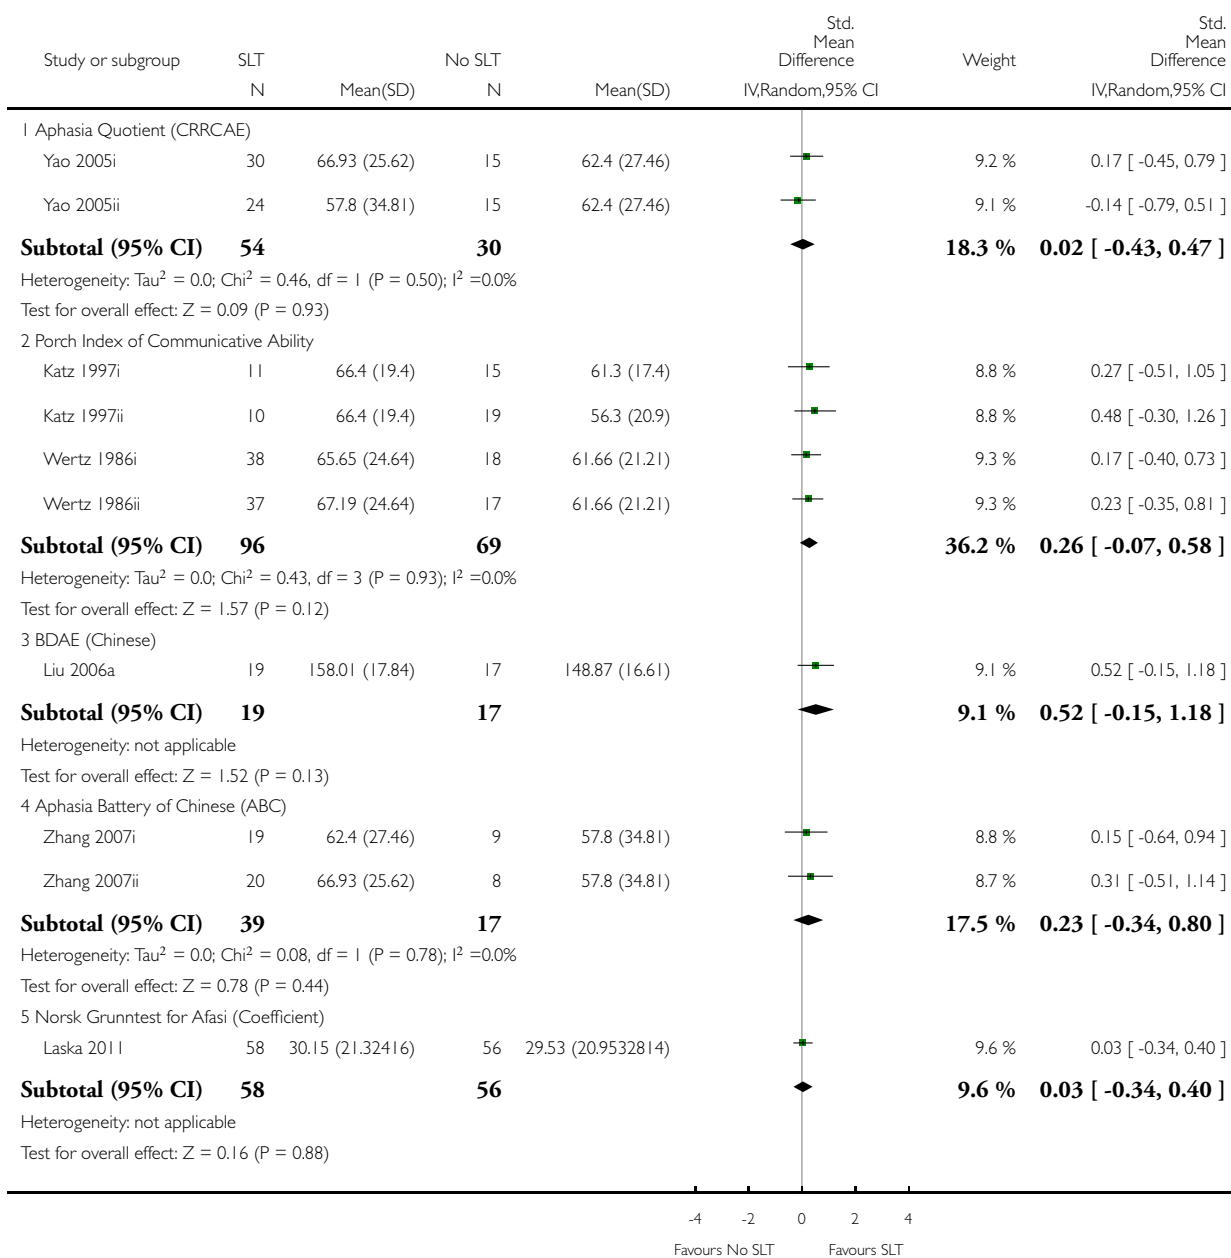 Std. Std.
Mean Mean
Study or subgroup SLT No SLT Difference Weight Difference
N Mean(SD) N Mean(SD) IV,Random,95% CI IV,Random,95% CI
1 Aphasia Quotient (CRRCAE)
Yao 2005i 30 66.93 (25.62) 15 62.4 (27.46) 9.2 % 0.17 [ -0.45, 0.79 ]
Yao 2005ii 24 57.8 (34.81) 15 62.4 (27.46) 9.1 % -0.14 [ -0.79, 0.51 ]
Subtotal (95% CI) 54 30 18.3 % 0.02 [ -0.43, 0.47 ]
Heterogeneity: Tau² = 0.0; Chi² = 0.46, df = 1 (P = 0.50); I² =0.0%
Test for overall effect: Z = 0.09 (P = 0.93)
2 Porch Index of Communicative Ability
Katz 1997i 11 66.4 (19.4) 15 61.3 (17.4) 8.8 % 0.27 [ -0.51, 1.05 ]
Katz 1997ii 10 66.4 (19.4) 19 56.3 (20.9) 8.8 % 0.48 [ -0.30, 1.26 ]
Wertz 1986i 38 65.65 (24.64) 18 61.66 (21.21) 9.3 % 0.17 [ -0.40, 0.73 ]
Wertz 1986ii 37 67.19 (24.64) 17 61.66 (21.21) 9.3 % 0.23 [ -0.35, 0.81 ]
Subtotal (95% CI) 96 69 36.2 % 0.26 [ -0.07, 0.58 ]
Heterogeneity: Tau² = 0.0; Chi² = 0.43, df = 3 (P = 0.93); I² =0.0%
Test for overall effect: Z = 1.57 (P = 0.12)
3 BDAE (Chinese)
Liu 2006a 19 158.01 (17.84) 17 148.87 (16.61) 9.1 % 0.52 [ -0.15, 1.18 ]
Subtotal (95% CI) 19 17 9.1 % 0.52 [ -0.15, 1.18 ]
Heterogeneity: not applicable
Test for overall effect: Z = 1.52 (P = 0.13)
4 Aphasia Battery of Chinese (ABC)
Zhang 2007i 19 62.4 (27.46) 9 57.8 (34.81) 8.8 % 0.15 [ -0.64, 0.94 ]
Zhang 2007ii 20 66.93 (25.62) 8 57.8 (34.81) 8.7 % 0.31 [ -0.51, 1.14 ]
Subtotal (95% CI) 39 17 17.5 % 0.23 [ -0.34, 0.80 ]
Heterogeneity: Tau² = 0.0; Chi² = 0.08, df = 1 (P = 0.78); I² =0.0%
Test for overall effect: Z = 0.78 (P = 0.44)
5 Norsk Grunntest for Afasi (Coefficient)
Laska 2011 58 30.15 (21.32416) 56 29.53 (20.9532814) 9.6 % 0.03 [ -0.34, 0.40 ]
Subtotal (95% CI) 58 56 9.6 % 0.03 [ -0.34, 0.40 ]
Heterogeneity: not applicable
Test for overall effect: Z = 0.16 (P = 0.88)
-4 -2 0 2 4
Favours No SLT Favours SLT